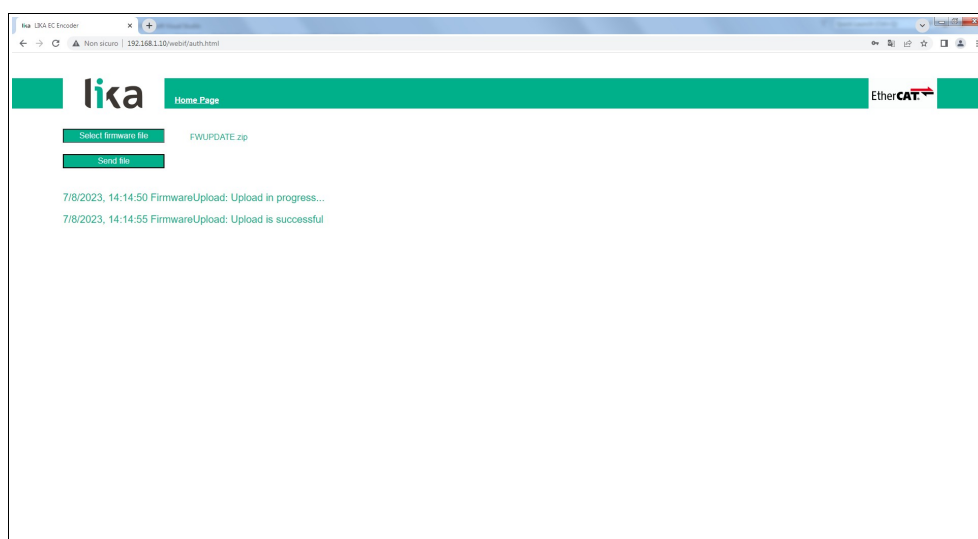 lika LIKA EC Encoder
Non sicuro | 192.168.1.10/webif/auth.html
lika
Home Page
EtherCAT.
Select firmware file
FWUPDATE.zip
Send file
7/8/2023, 14:14:50 FirmwareUpload: Upload in progress...
7/8/2023, 14:14:55 FirmwareUpload: Upload is successful